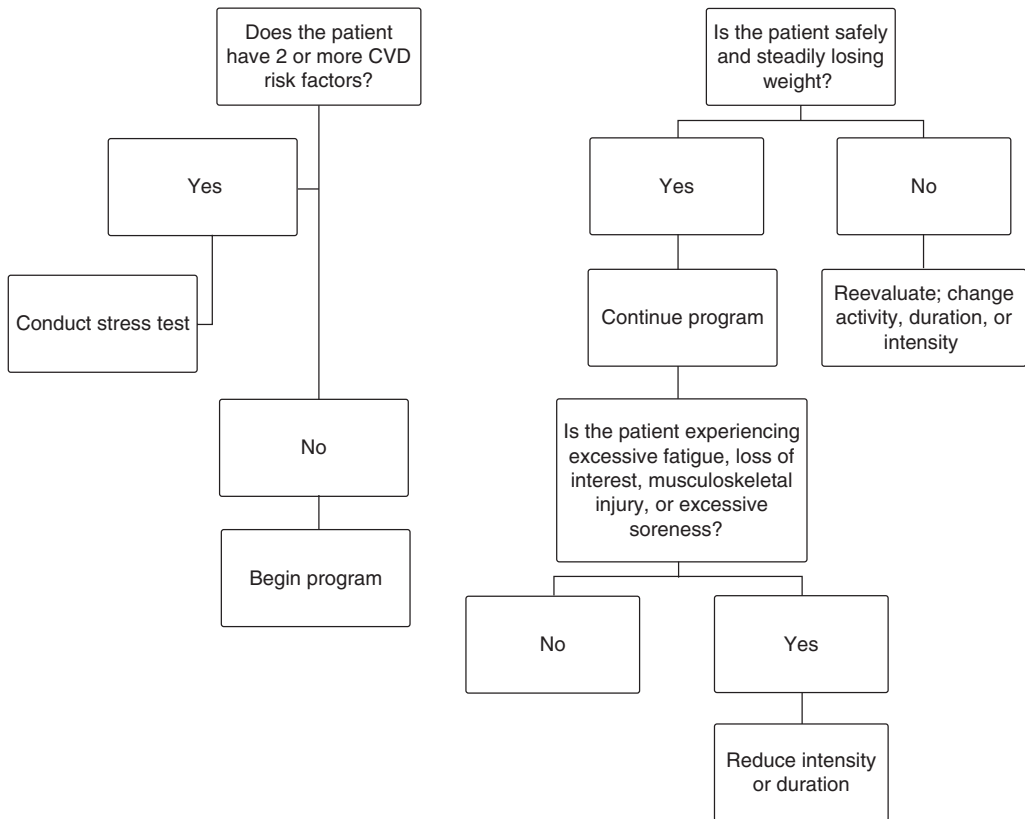 Does the patient
have 2 or more CVD
risk factors?
Yes
Conduct stress test
No
Begin program
Is the patient safely
and steadily losing
weight?
Yes
No
Continue program
Reevaluate; change
activity, duration, or
intensity
Is the patient experiencing
excessive fatigue, loss of
interest, musculoskeletal
injury, or excessive
soreness?
No
Yes
Reduce intensity
or duration